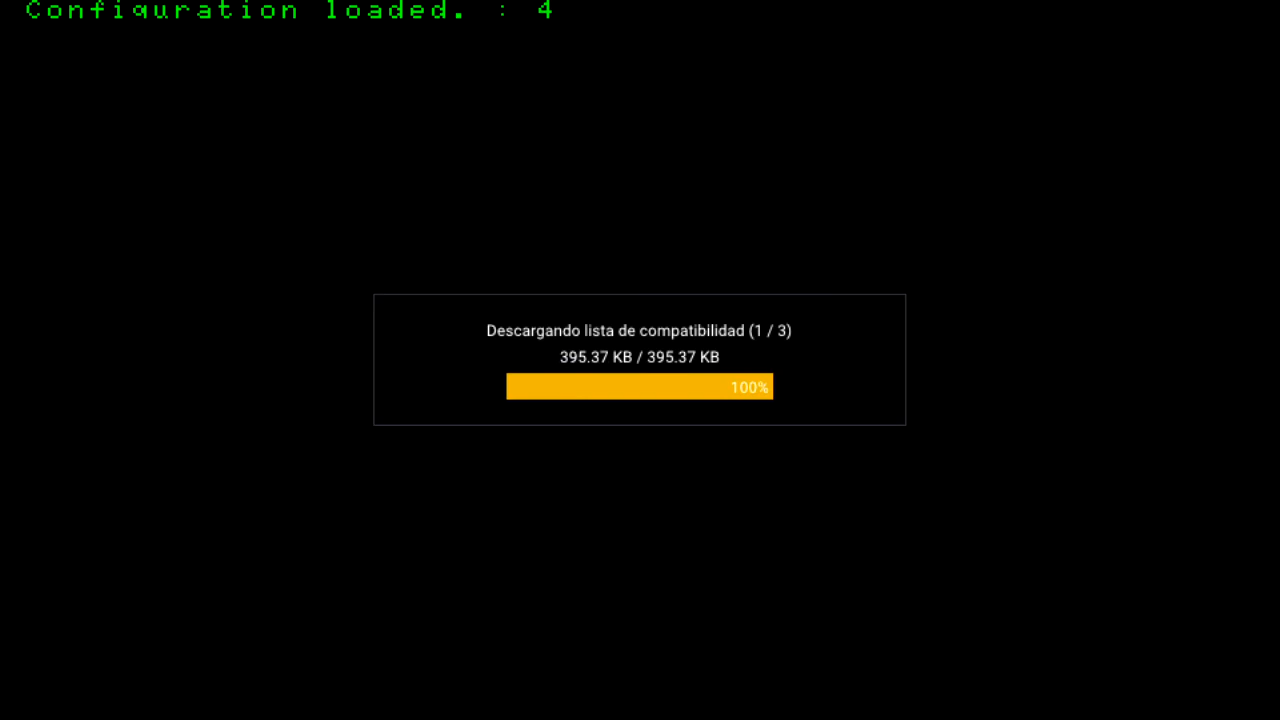 Configuration loaded. : 4
Descargando lista de compatibilidad (1 / 3)
395.37 KB / 395.37 KB
100%